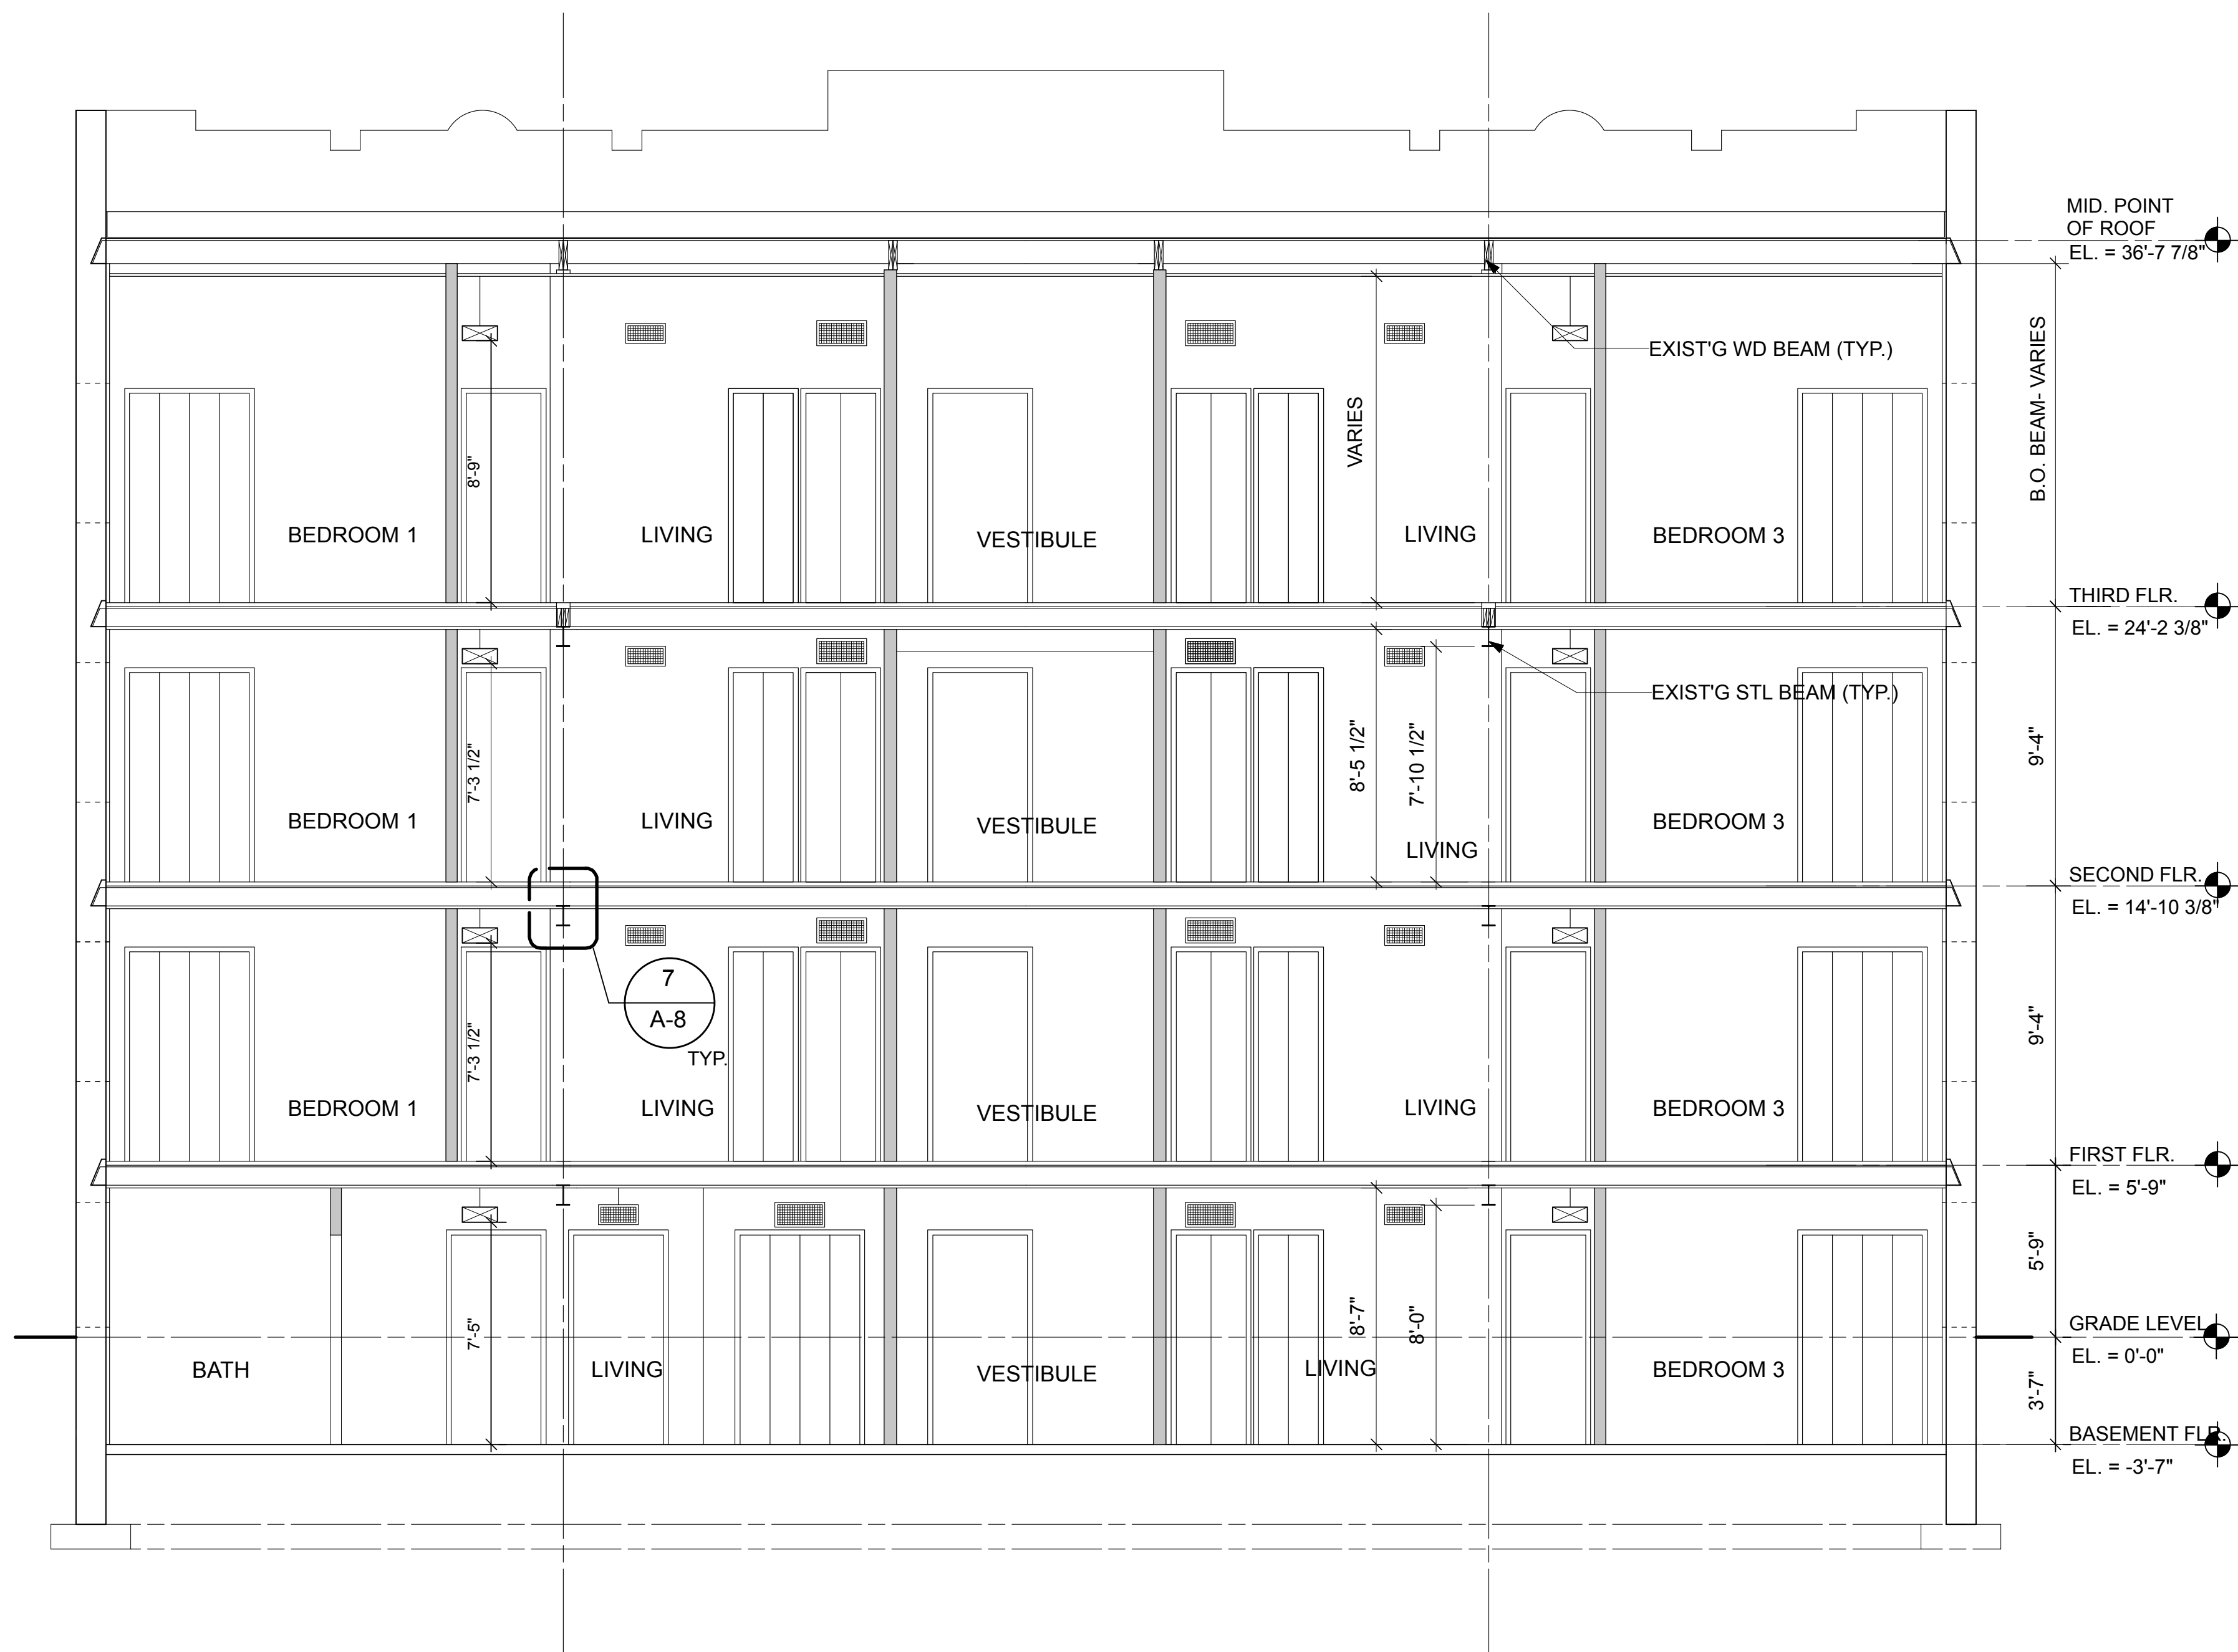 MID. POINT
OF ROOF
EL. = 36'-7 7/8"
EXIST'G WD BEAM (TYP.)
B.O. BEAM- VARIES
VARIES
8'-9"
BEDROOM 1
LIVING
VESTIBULE
LIVING
BEDROOM 3
THIRD FLR.
EL. = 24'-2 3/8"
EXIST'G STL BEAM (TYP.)
7'-3 1/2"
8'-5 1/2"
7'-10 1/2"
9'-4"
BEDROOM 1
LIVING
VESTIBULE
LIVING
BEDROOM 3
SECOND FLR.
EL. = 14'-10 3/8"
7
A-8
TYP.
7'-3 1/2"
9'-4"
BEDROOM 1
LIVING
VESTIBULE
LIVING
BEDROOM 3
FIRST FLR.
EL. = 5'-9"
5'-9"
7'-5"
8'-7"
8'-0"
GRADE LEVEL
EL. = 0'-0"
BATH
LIVING
VESTIBULE
LIVING
BEDROOM 3
3'-7"
BASEMENT FLR.
EL. = -3'-7"